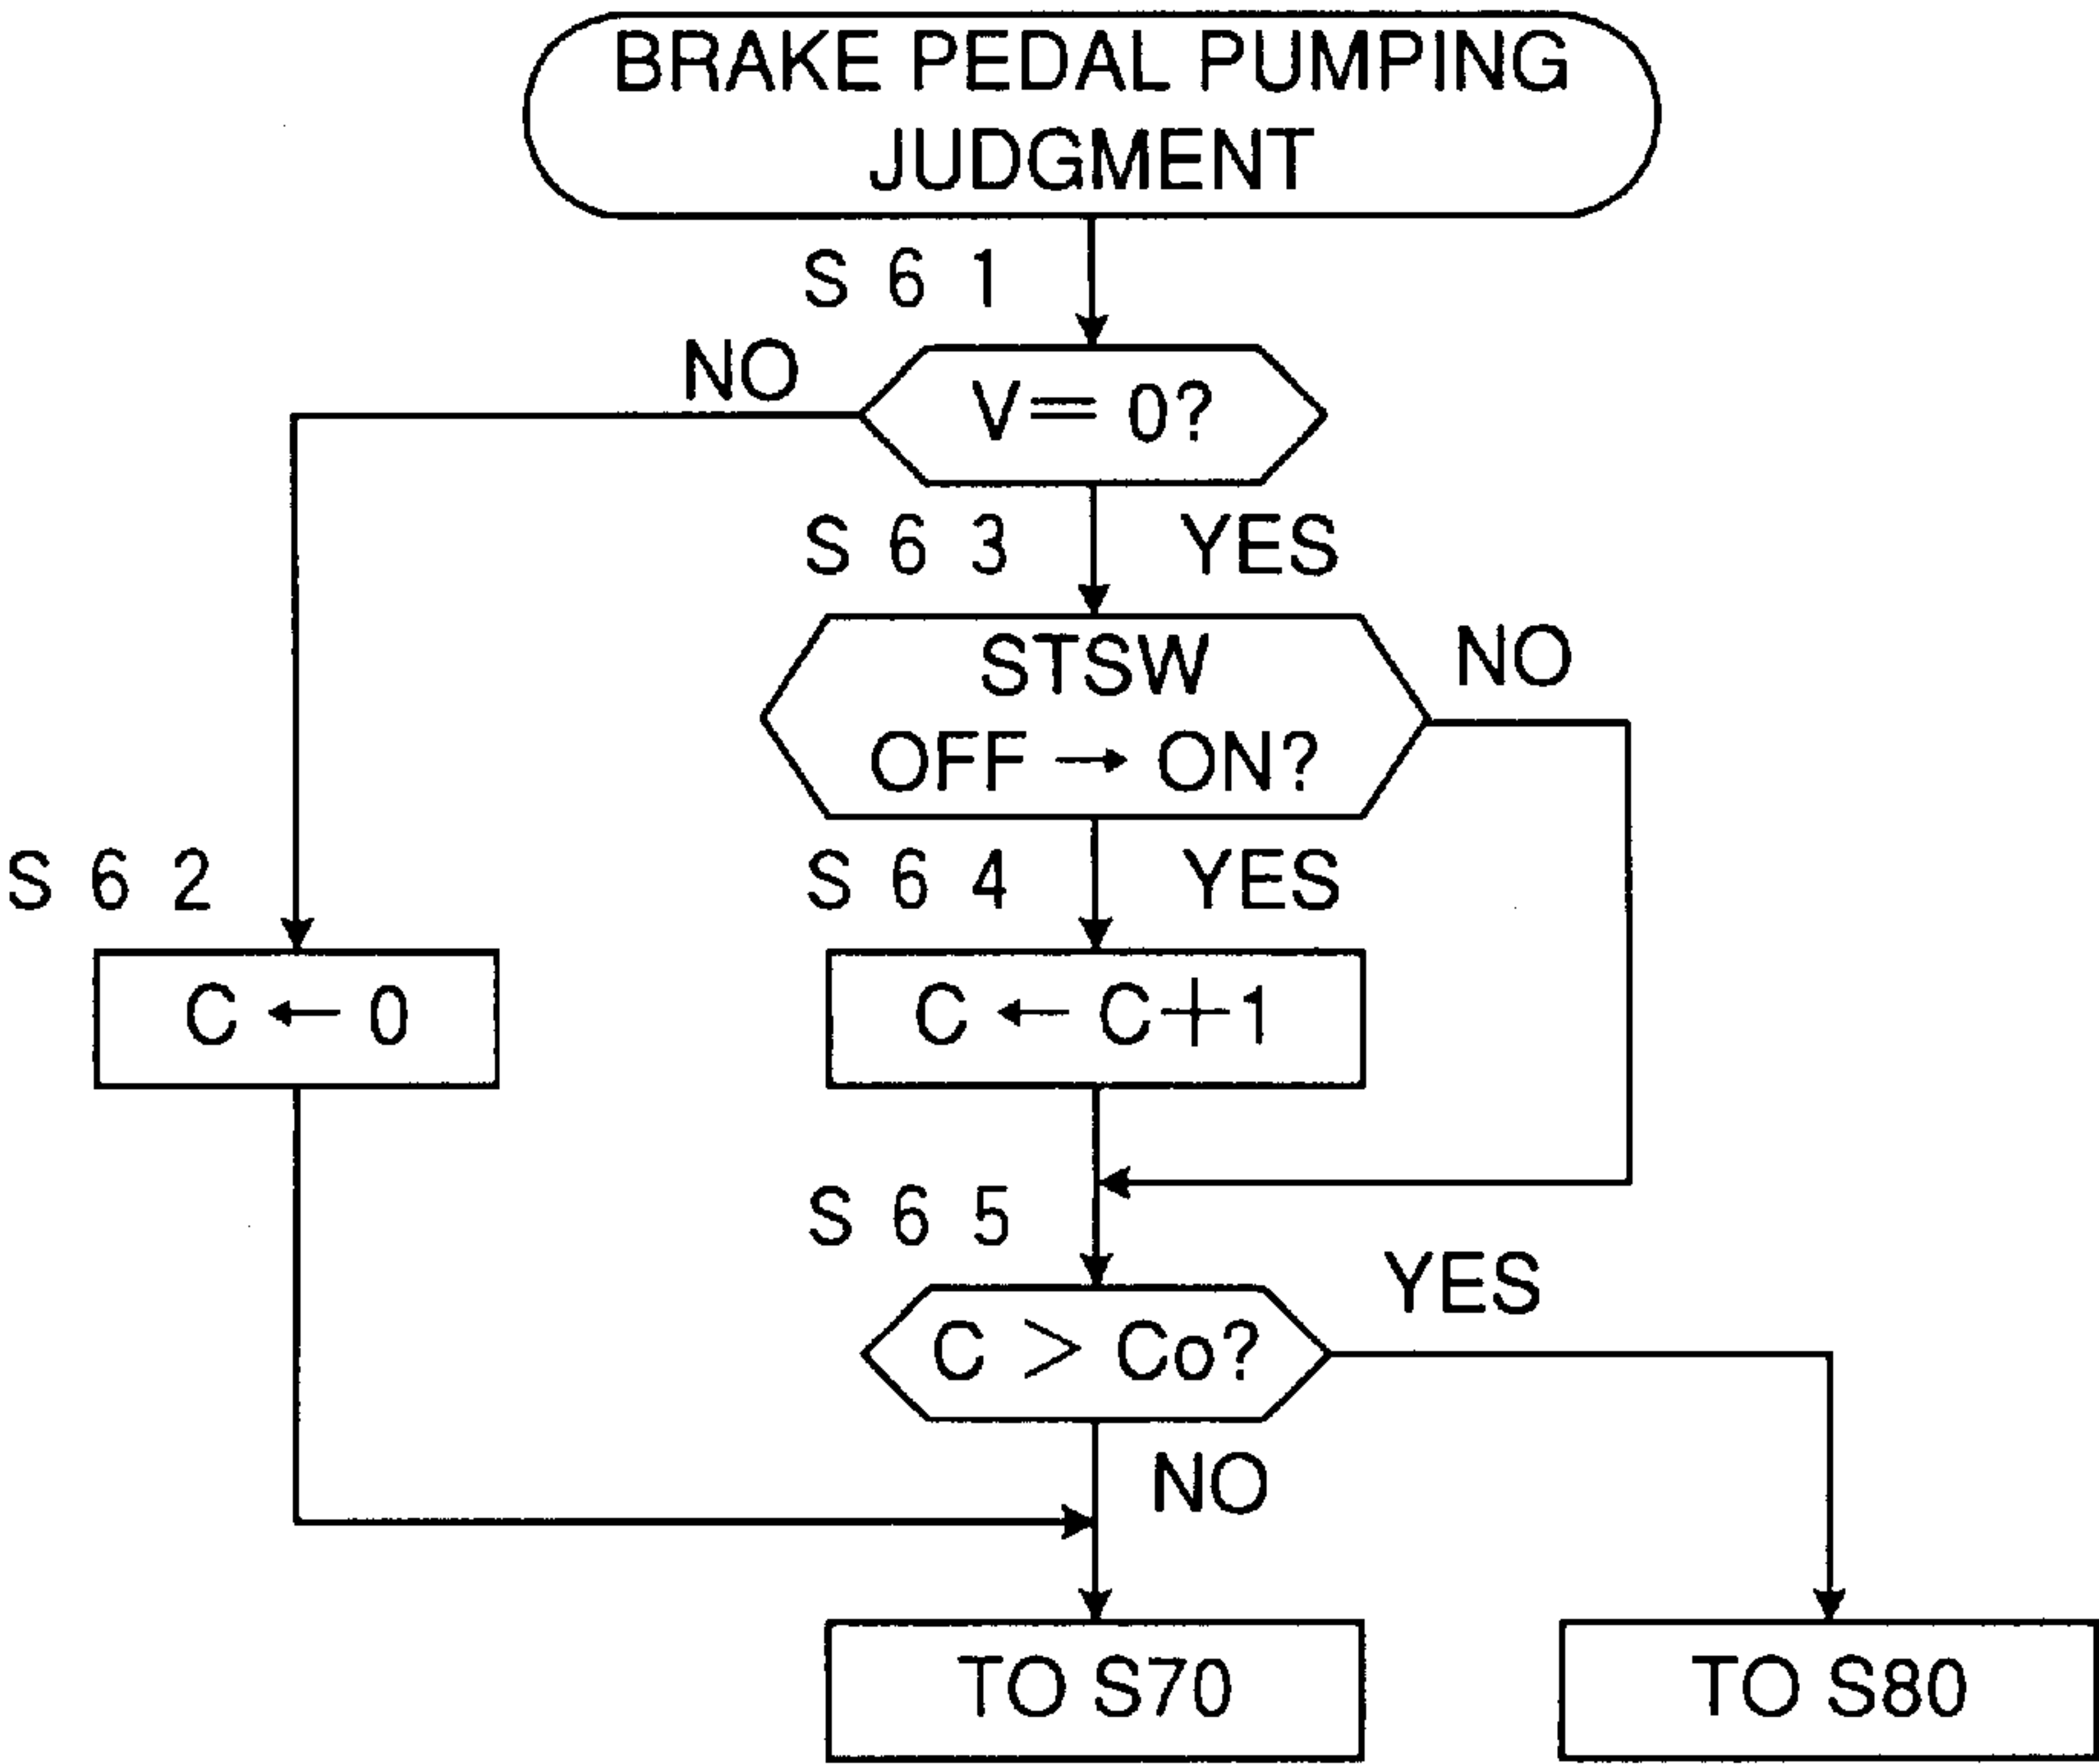 BRAKE PEDAL PUMPING
JUDGMENT
S 6 1
NO
V= 0?
S 6 3
YES
STSW
NO
OFF → ON?
S 6 2
S 6 4
YES
C ← 0
C ← C+1
S 6 5
YES
C > Co?
NO
TO S70
TO S80